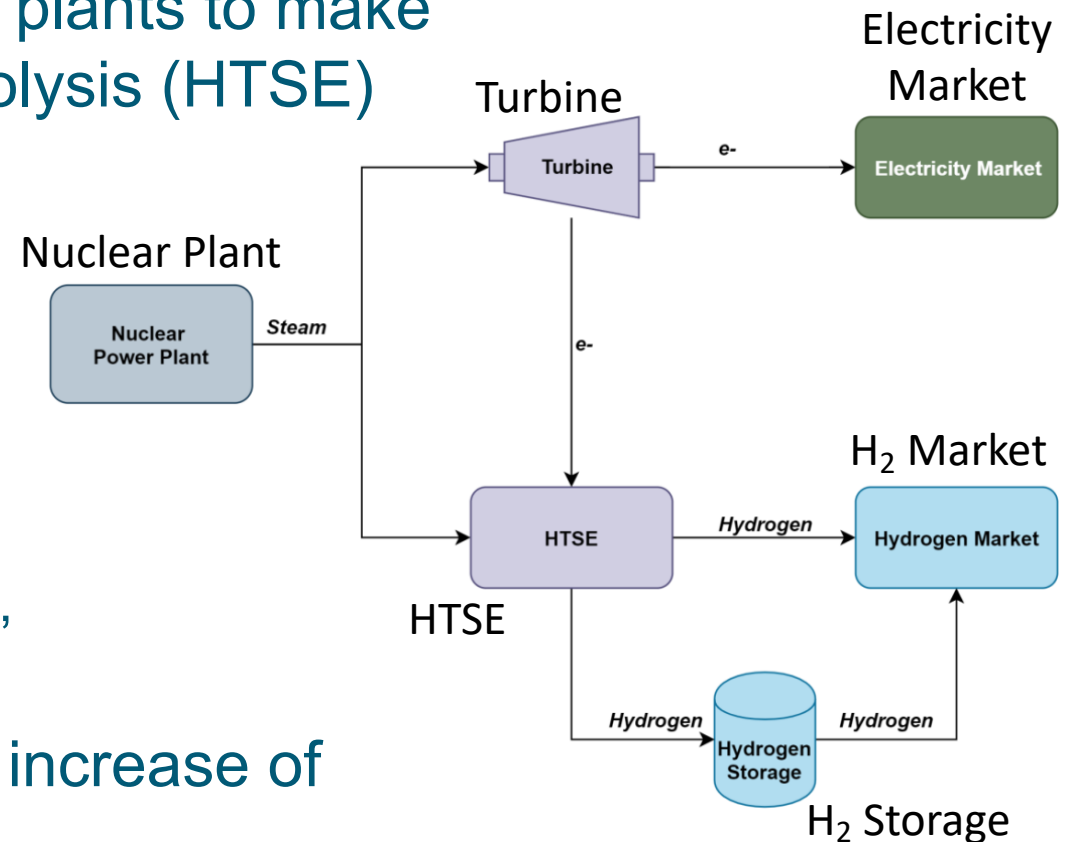 plants to make
olysis (HTSE)
Electricity
Market
Turbine
Turbine
e-
Electricity Market
Nuclear Plant
Nuclear
Power Plant
Steam
e-
H₂ Market
HTSE
Hydrogen
Hydrogen Market
HTSE
,
Hydrogen
Hydrogen
Hydrogen
Storage
increase of
H₂ Storage